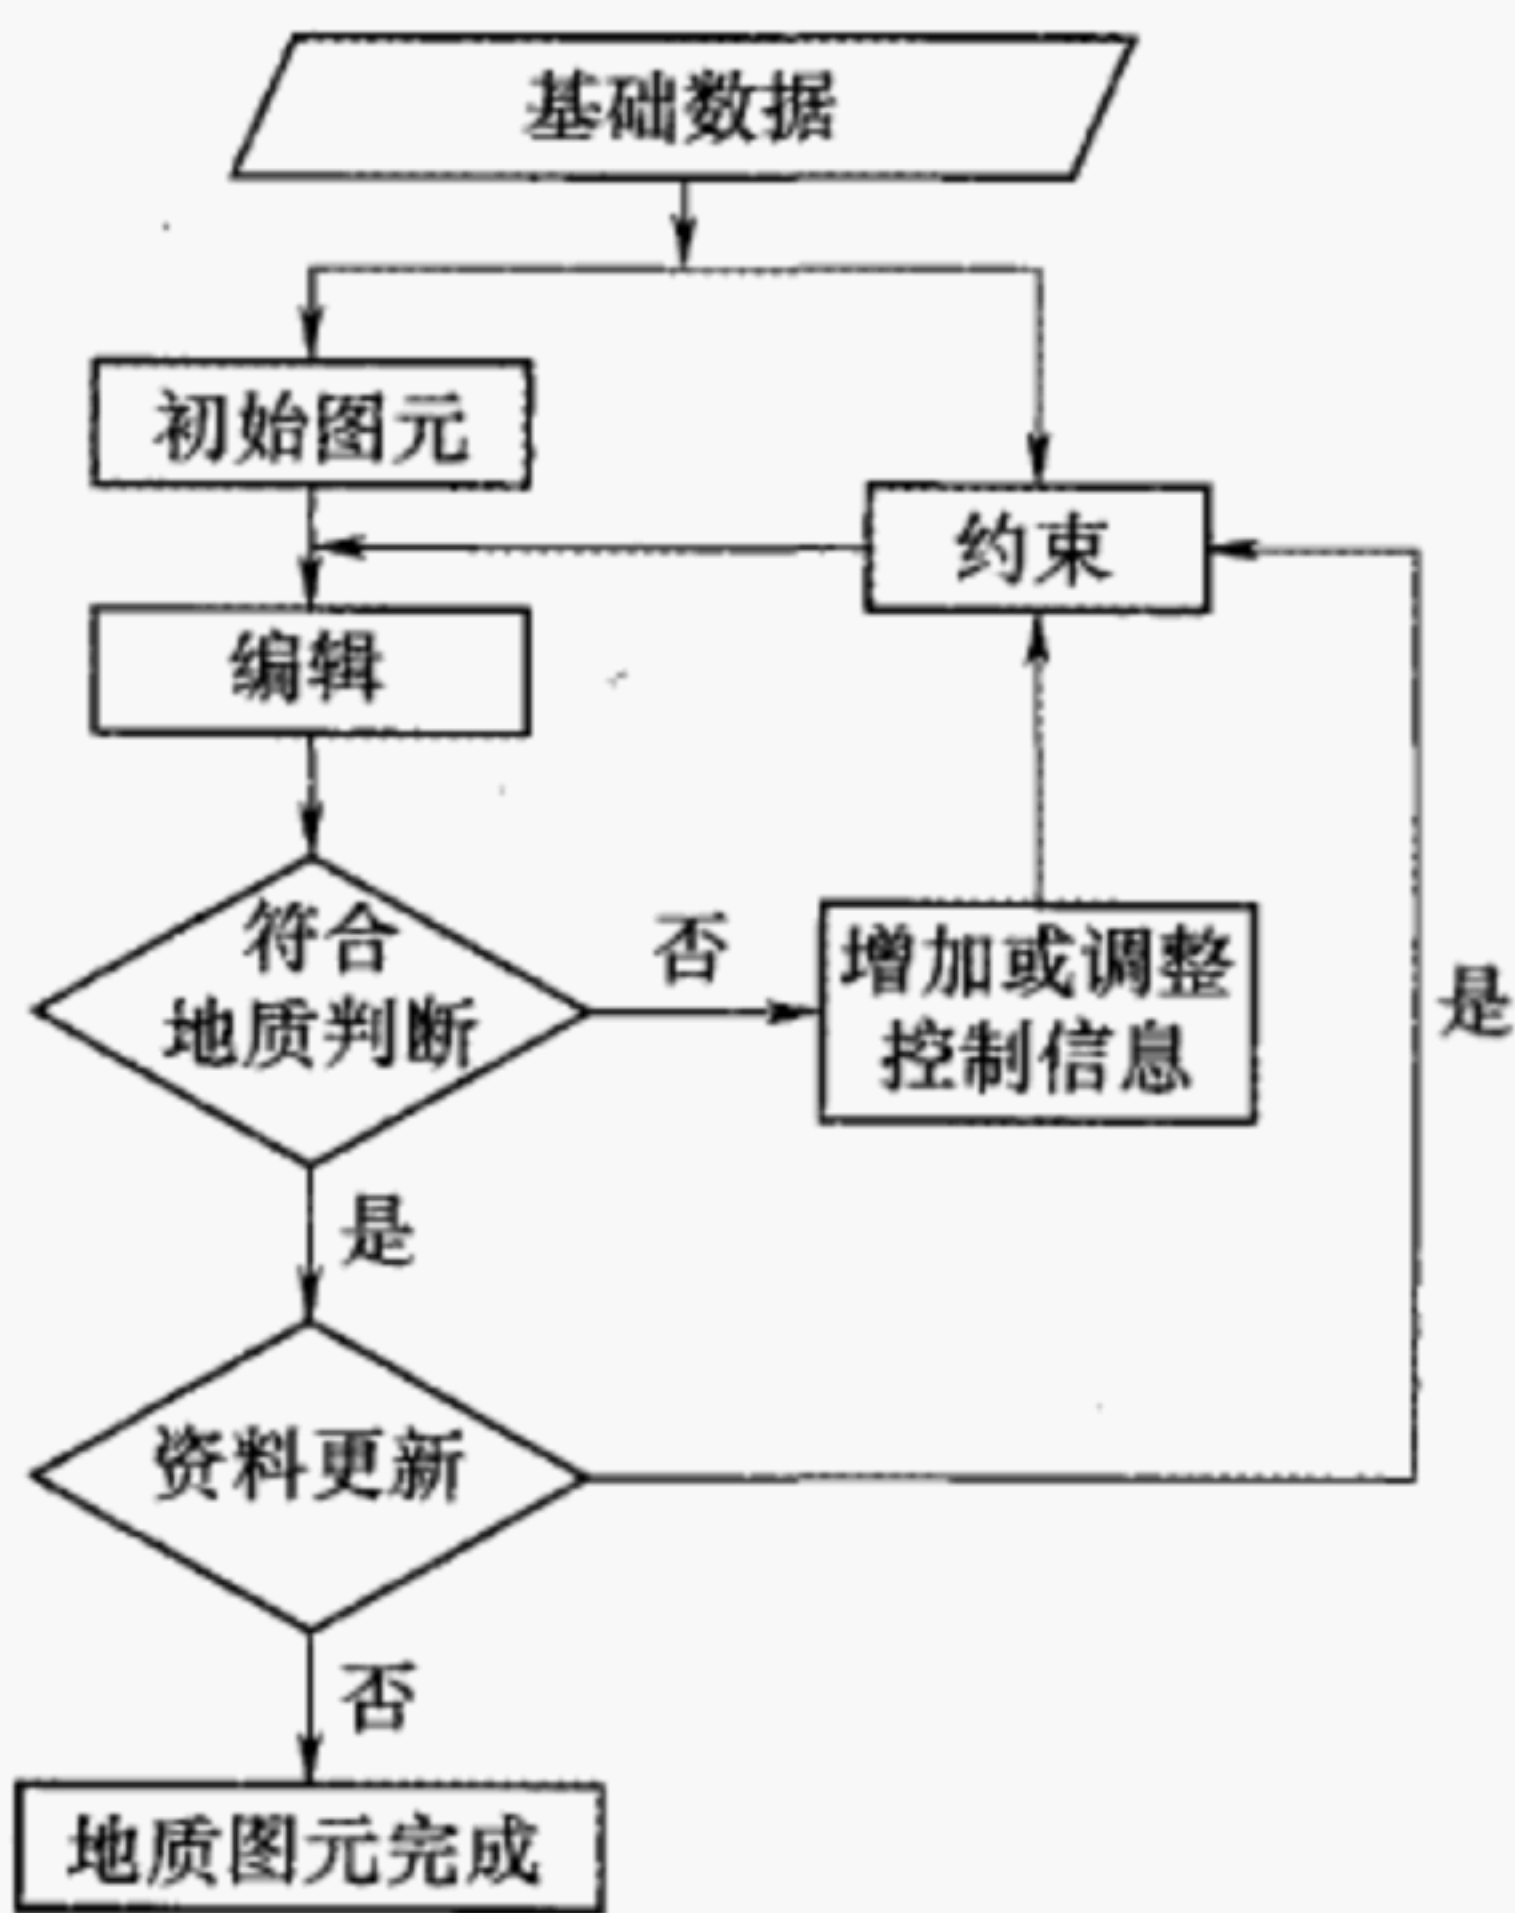 基础数据
初始图元
约束
编辑
符合
地质判断
否
增加或调整
控制信息
是
是
资料更新
否
地质图元完成